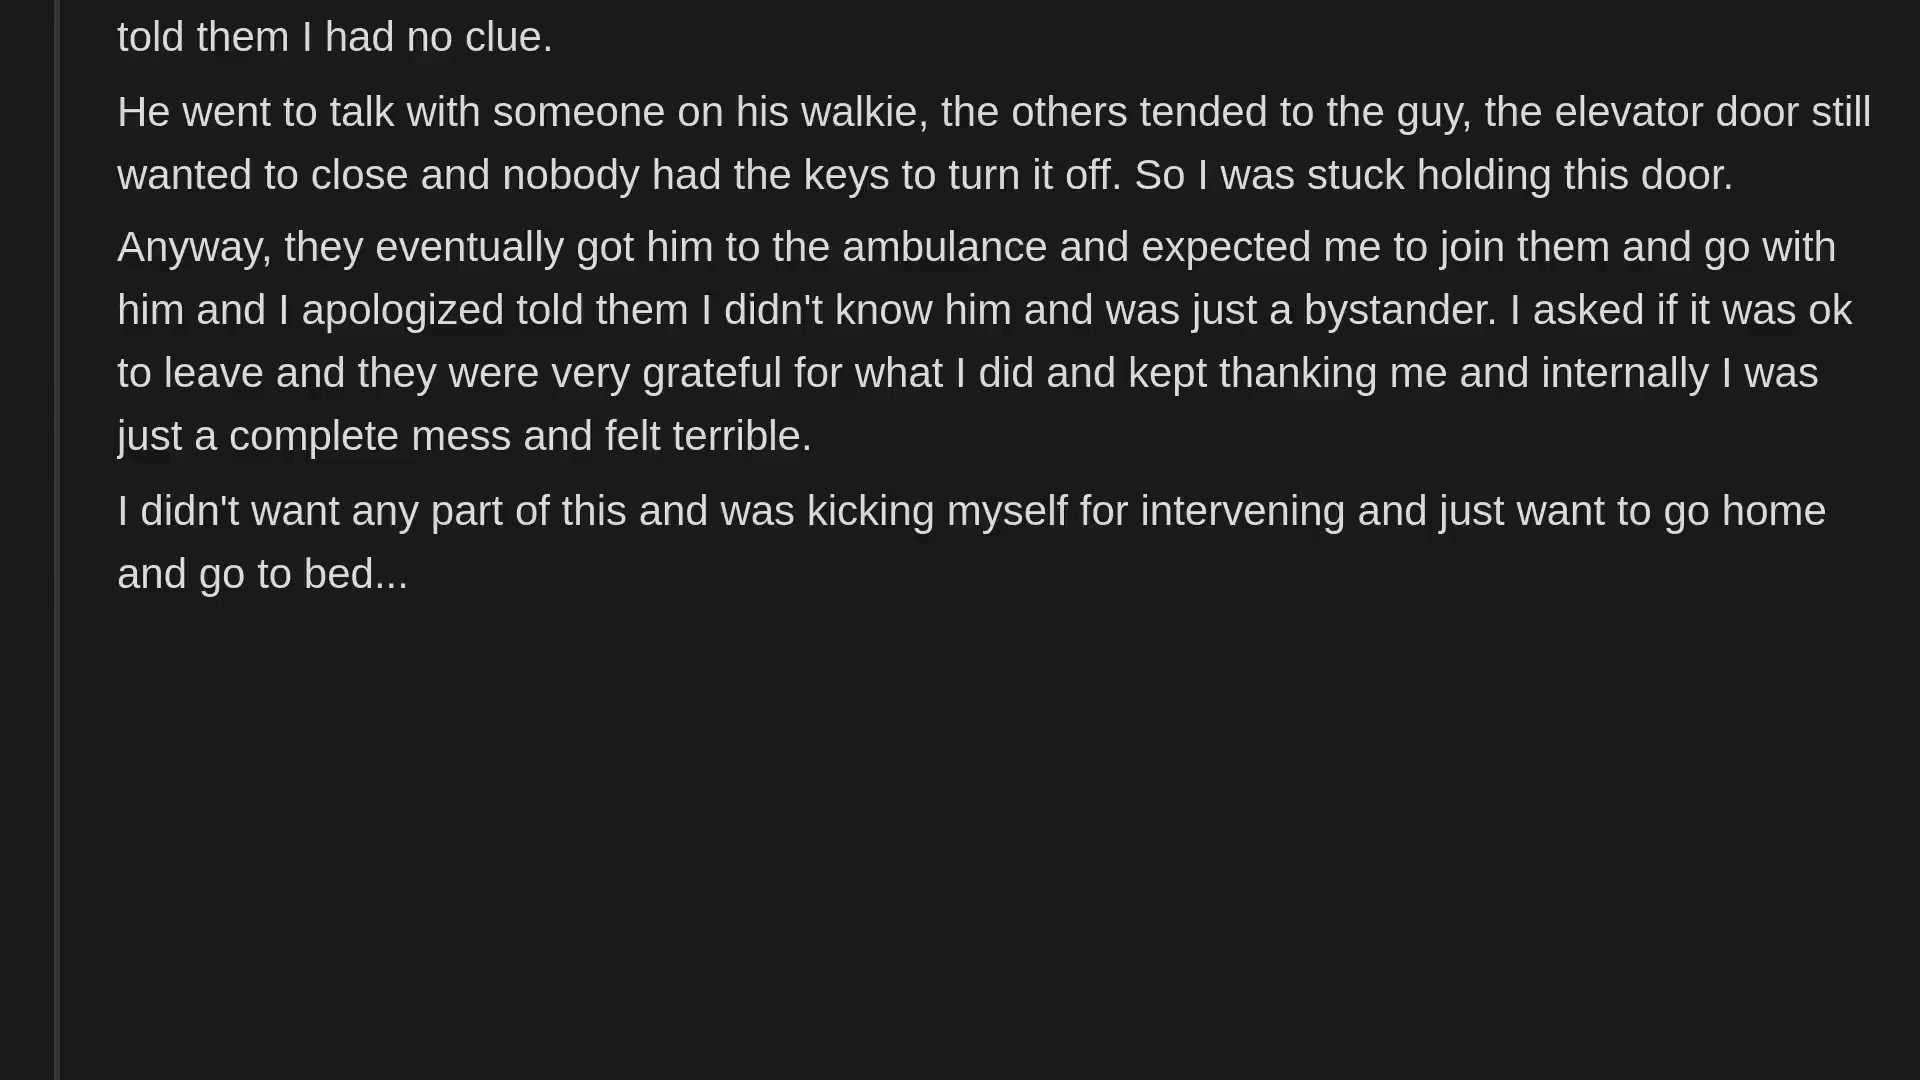 told them I had no clue.
He went to talk with someone on his walkie, the others tended to the guy, the elevator door still
wanted to close and nobody had the keys to turn it off. So I was stuck holding this door.
Anyway, they eventually got him to the ambulance and expected me to join them and go with
him and I apologized told them I didn't know him and was just a bystander. I asked if it was ok
to leave and they were very grateful for what I did and kept thanking me and internally I was
just a complete mess and felt terrible.
I didn't want any part of this and was kicking myself for intervening and just want to go home
and go to bed...